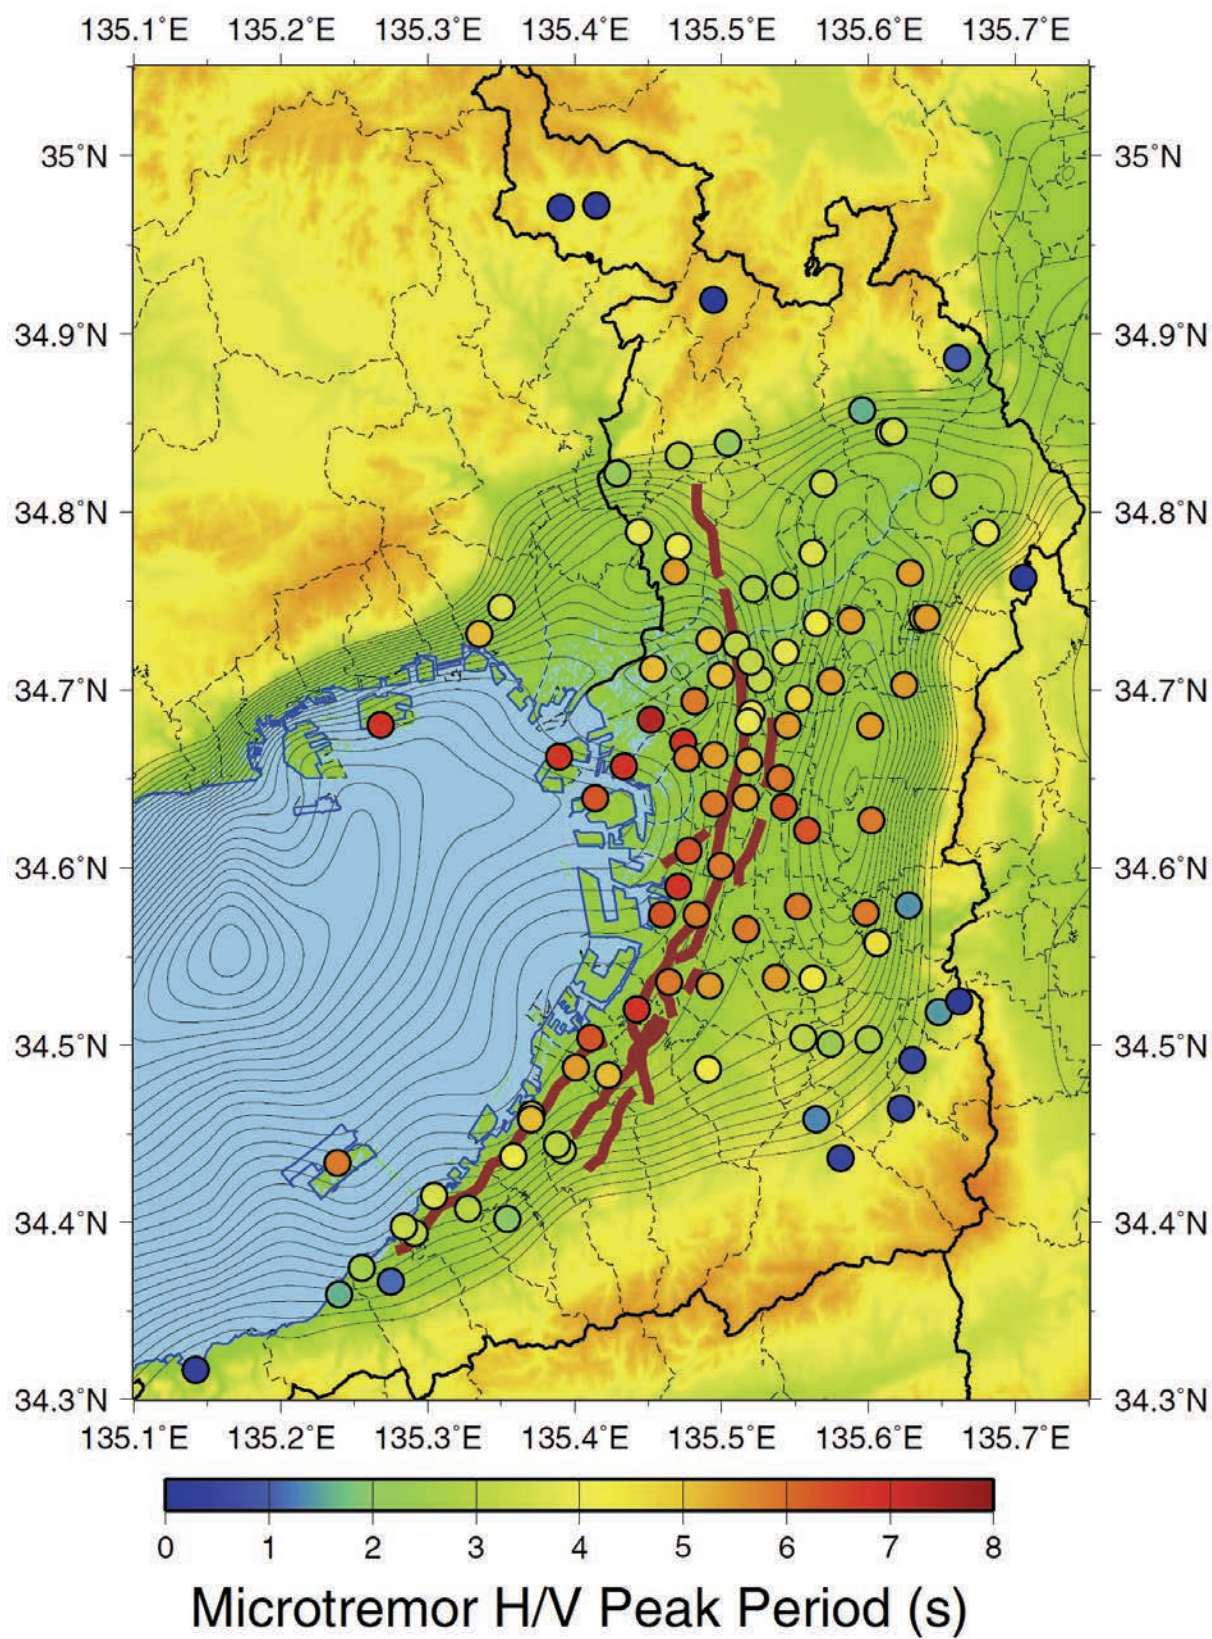 135.1°E 135.2°E 135.3°E 135.4°E 135.5°E 135.6°E 135.7°E
35°N 35°N
34.9°N 34.9°N
34.8°N 34.8°N
34.7°N 34.7°N
34.6°N 34.6°N
34.5°N 34.5°N
34.4°N 34.4°N
34.3°N 34.3°N
135.1°E 135.2°E 135.3°E 135.4°E 135.5°E 135.6°E 135.7°E
0 1 2 3 4 5 6 7 8
Microtremor H/V Peak Period (s)